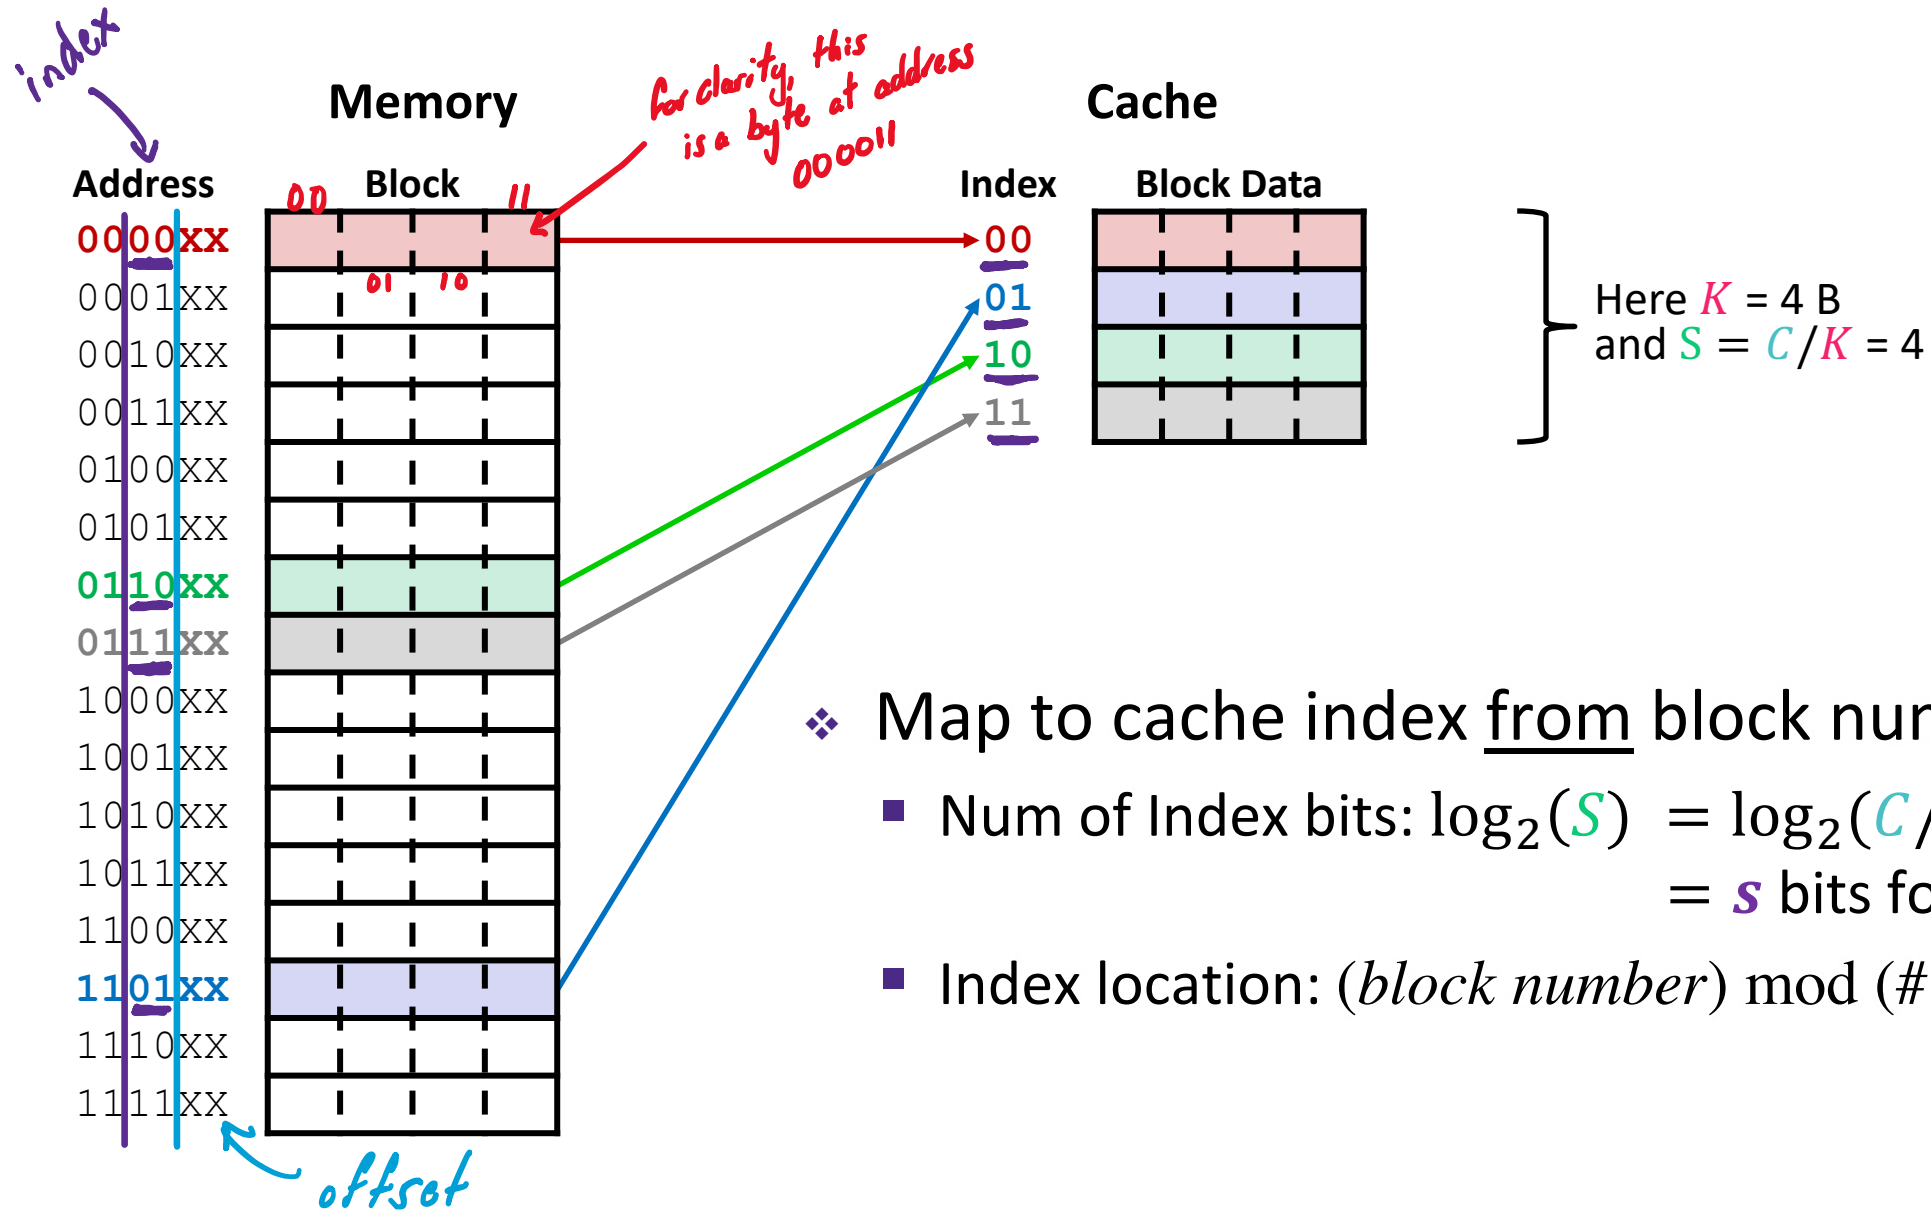 index
for clarity, this
is a byte at address
000011
Memory
Cache
Address
Block
Index
Block Data
00
11
01
10
0000XX
0001XX
0010XX
0011XX
0100XX
0101XX
0110XX
0111XX
1000XX
1001XX
1010XX
1011XX
1100XX
1101XX
1110XX
1111XX
offset
00
01
10
11
Here K = 4 B
and S = C/K = 4
❖ Map to cache index from block nu
▪ Num of Index bits: log₂(S) = log₂(C/
= s bits fo
▪ Index location: (block number) mod (#